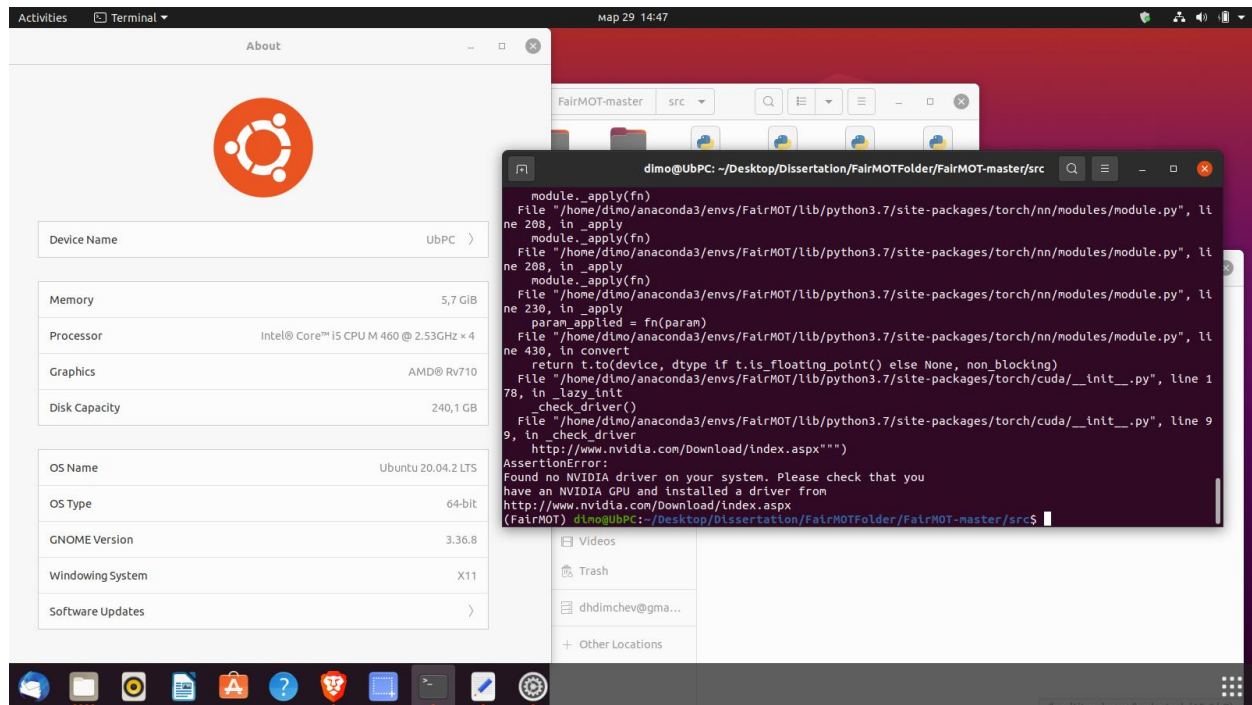 Activities
Terminal
мар 29 14:47
About
Device Name
UbPC
Memory
5,7 GiB
Processor
Intel® Core™ i5 CPU M 460 @ 2.53GHz × 4
Graphics
AMD® Rv710
Disk Capacity
240,1 GB
OS Name
Ubuntu 20.04.2 LTS
OS Type
64-bit
GNOME Version
3.36.8
Windowing System
X11
Software Updates
FairMOT-master
src
dimo@UbPC: ~/Desktop/Dissertation/FairMOTFolder/FairMOT-master/src
module._apply(fn)
File "/home/dimo/anaconda3/envs/FairMOT/lib/python3.7/site-packages/torch/nn/modules/module.py", li
ne 208, in _apply
module._apply(fn)
File "/home/dimo/anaconda3/envs/FairMOT/lib/python3.7/site-packages/torch/nn/modules/module.py", li
ne 208, in _apply
module._apply(fn)
File "/home/dimo/anaconda3/envs/FairMOT/lib/python3.7/site-packages/torch/nn/modules/module.py", li
ne 230, in _apply
param_applied = fn(param)
File "/home/dimo/anaconda3/envs/FairMOT/lib/python3.7/site-packages/torch/nn/modules/module.py", li
ne 430, in convert
return t.to(device, dtype if t.is_floating_point() else None, non_blocking)
File "/home/dimo/anaconda3/envs/FairMOT/lib/python3.7/site-packages/torch/cuda/__init__.py", line 1
78, in _lazy_init
_check_driver()
File "/home/dimo/anaconda3/envs/FairMOT/lib/python3.7/site-packages/torch/cuda/__init__.py", line 9
9, in _check_driver
http://www.nvidia.com/Download/index.aspx""")
AssertionError:
Found no NVIDIA driver on your system. Please check that you
have an NVIDIA GPU and installed a driver from
http://www.nvidia.com/Download/index.aspx
(FairMOT) dimo@UbPC:~/Desktop/Dissertation/FairMOTFolder/FairMOT-master/src$
Videos
Trash
dhdimchev@gma...
+ Other Locations